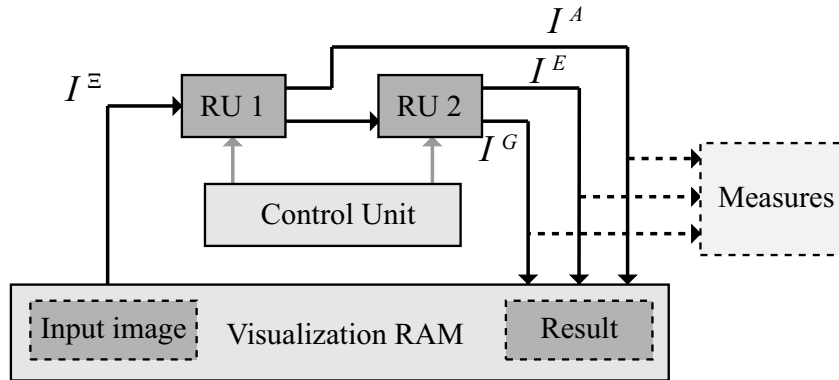 I A
I Ξ
I E
RU 1
RU 2
I G
Control Unit
Measures
Input image
Visualization RAM
Result